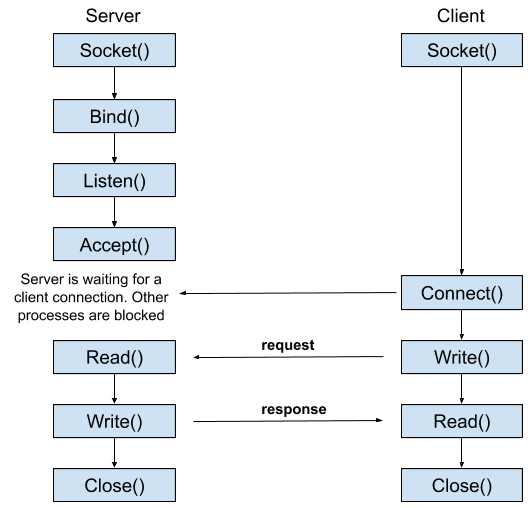 Server
Client
Socket()
Socket()
Bind()
Listen()
Accept()
Server is waiting for a
client connection. Other
processes are blocked
Connect()
Read()
request
Write()
Write()
response
Read()
Close()
Close()